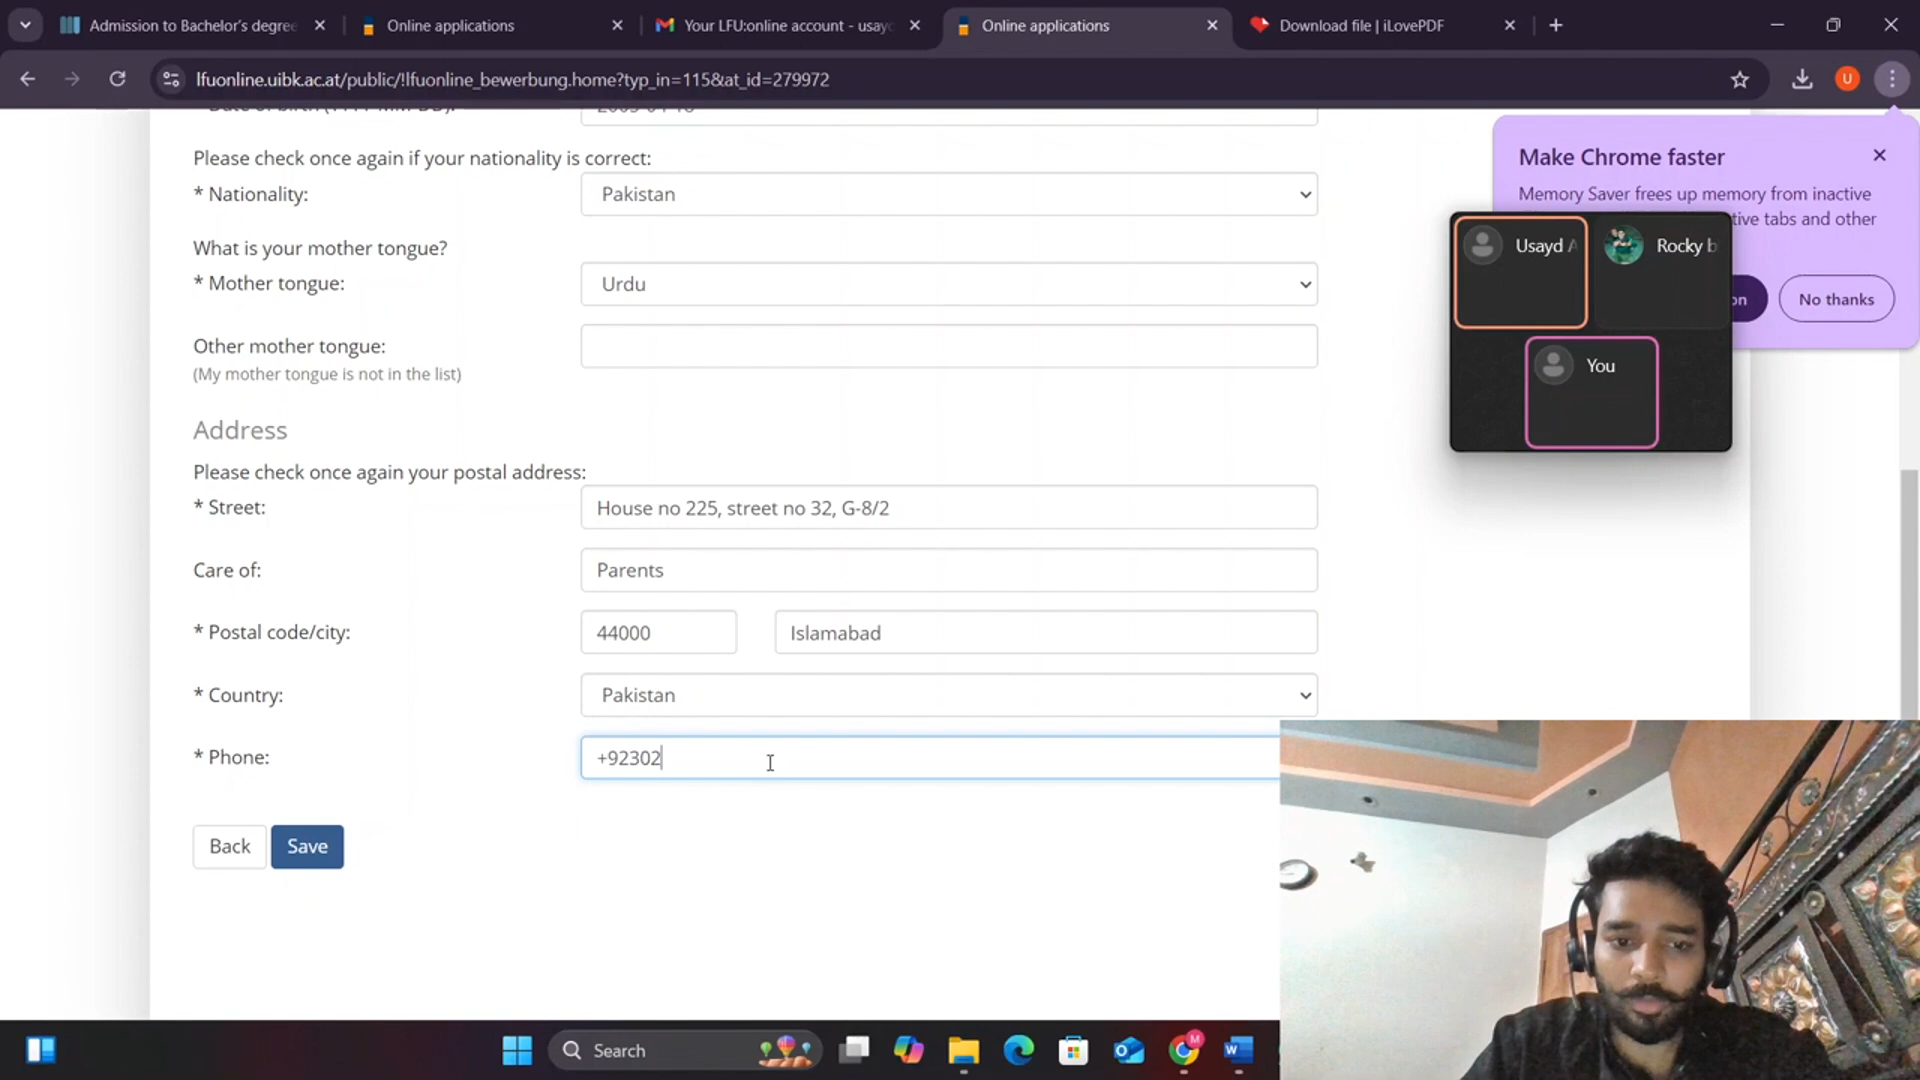 Admission to Bachelor's degree
Online applications
Your LFU:online account - usayd
Online applications
Download file | iLovePDF
lfuonline.uibk.ac.at/public/!lfuonline_bewerbung.home?typ_in=115&at_id=279972
U
Please check once again if your nationality is correct:
* Nationality: Pakistan
What is your mother tongue?
* Mother tongue: Urdu
Other mother tongue:
(My mother tongue is not in the list)
Address
Please check once again your postal address:
* Street: House no 225, street no 32, G-8/2
Care of: Parents
* Postal code/city: 44000 Islamabad
* Country: Pakistan
* Phone: +92302
Back Save
Make Chrome faster
Memory Saver frees up memory from inactive
tive tabs and other
on No thanks
Usayd A
Rocky b
You
Search
M